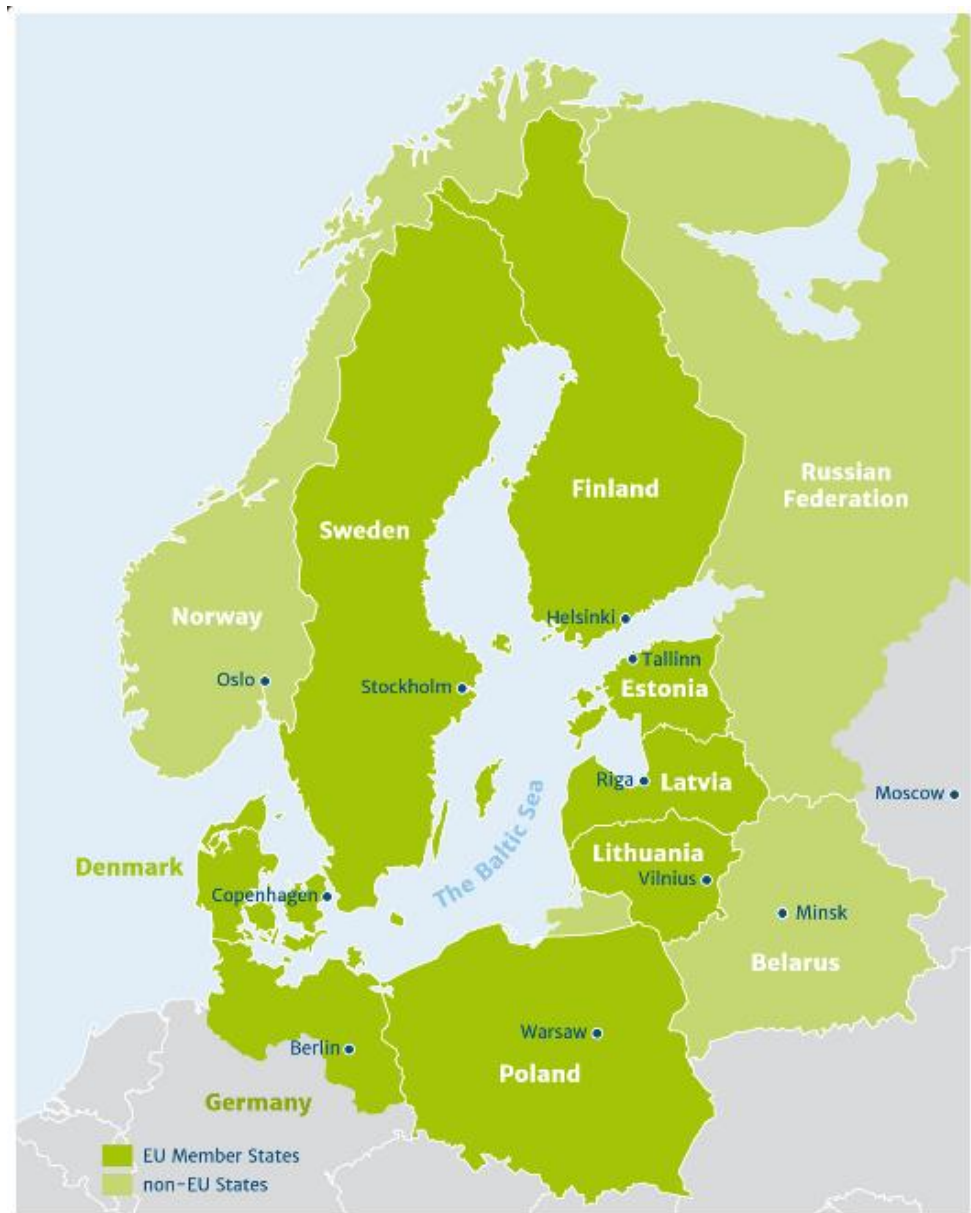 Russian
Federation
Finland
Sweden
Norway
Helsinki
Tallinn
Oslo
Stockholm
Estonia
Riga
Latvia
Moscow
The Baltic Sea
Lithuania
Denmark
Vilnius
Copenhagen
Minsk
Belarus
Warsaw
Berlin
Poland
Germany
EU Member States
non-EU States